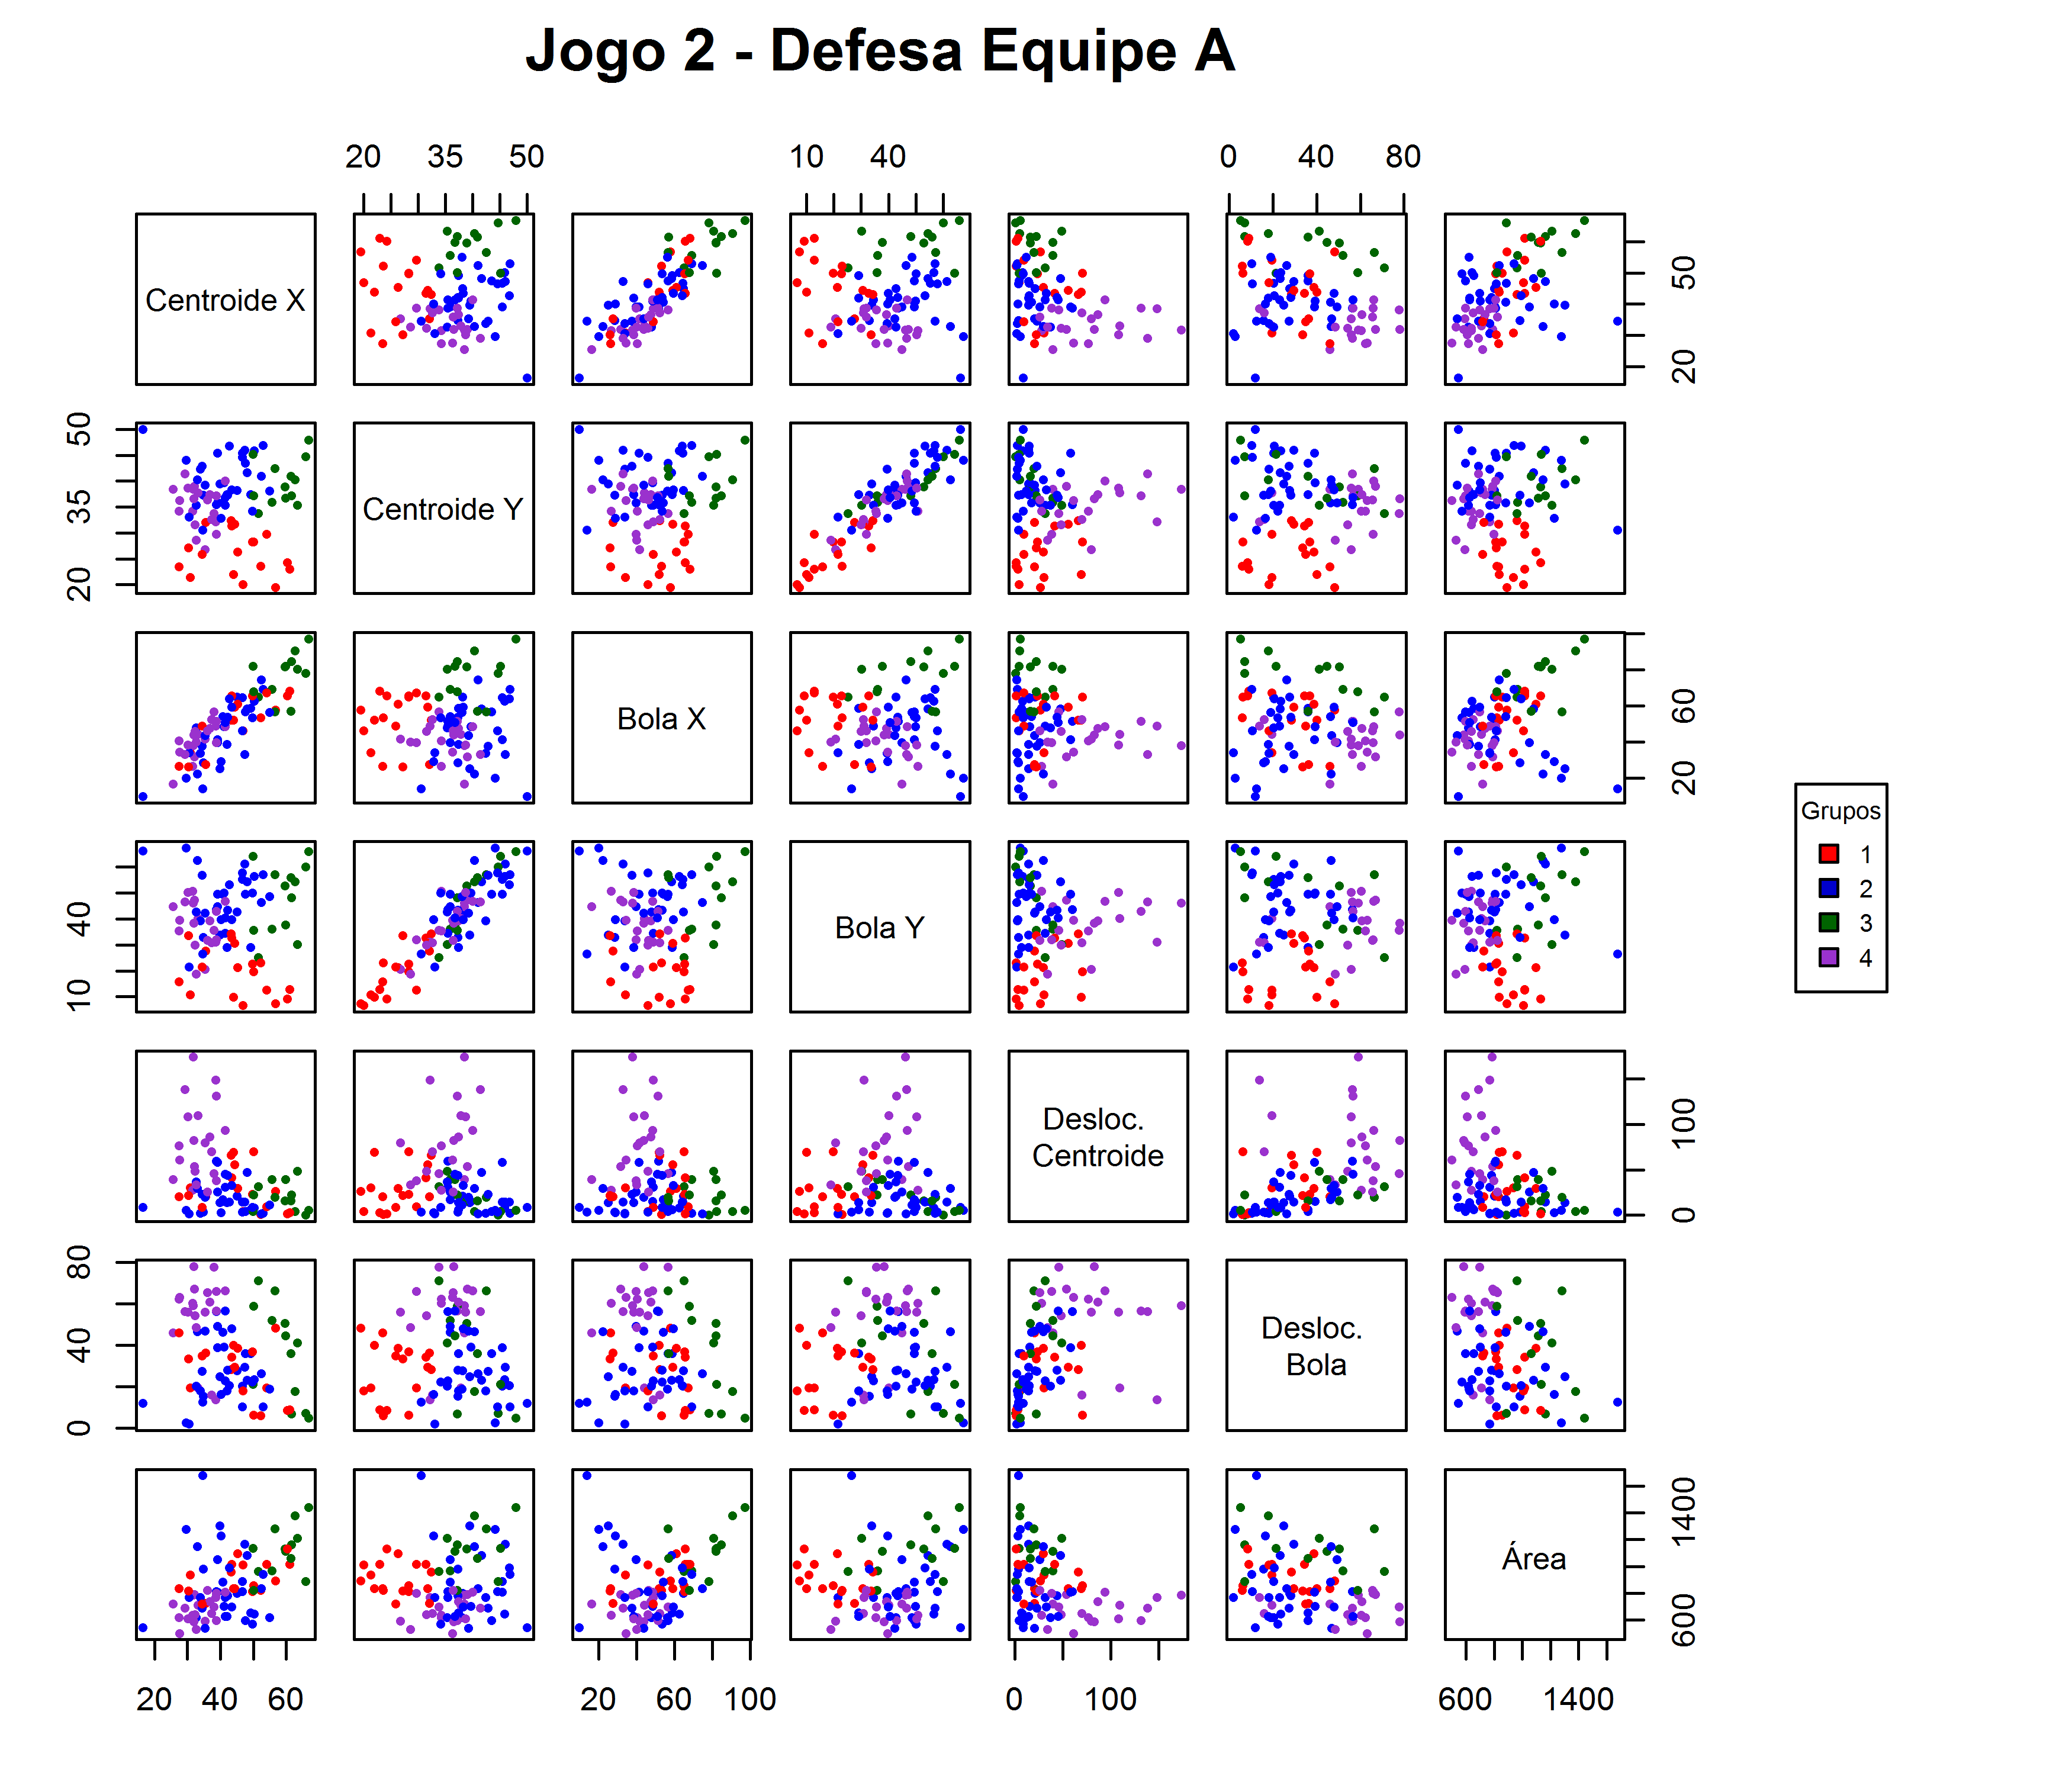 Jogo 2 - Defesa Equipe A
20 35 50 10 40 0 40 80
Centroide X
20 50
20 35 50
Centroide Y
Bola X
20 60
10 40
Bola Y
Desloc.
Centroide
0 100
0 40 80
Desloc.
Bola
Área
600 1400
20 40 60 20 60 100 0 100 600 1400
Grupos
1
2
3
4